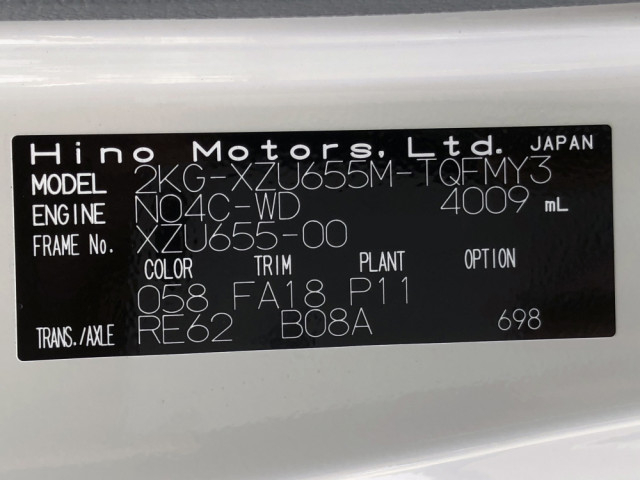 Hino Motors, Ltd. JAPAN
MODEL 2KG-XZU655M-TQFMY3
ENGINE N04C-WD 4009 mL
FRAME No. XZU655-00
COLOR TRIM PLANT OPTION
058 FA18 P11
TRANS./AXLE RE62 B08A 698